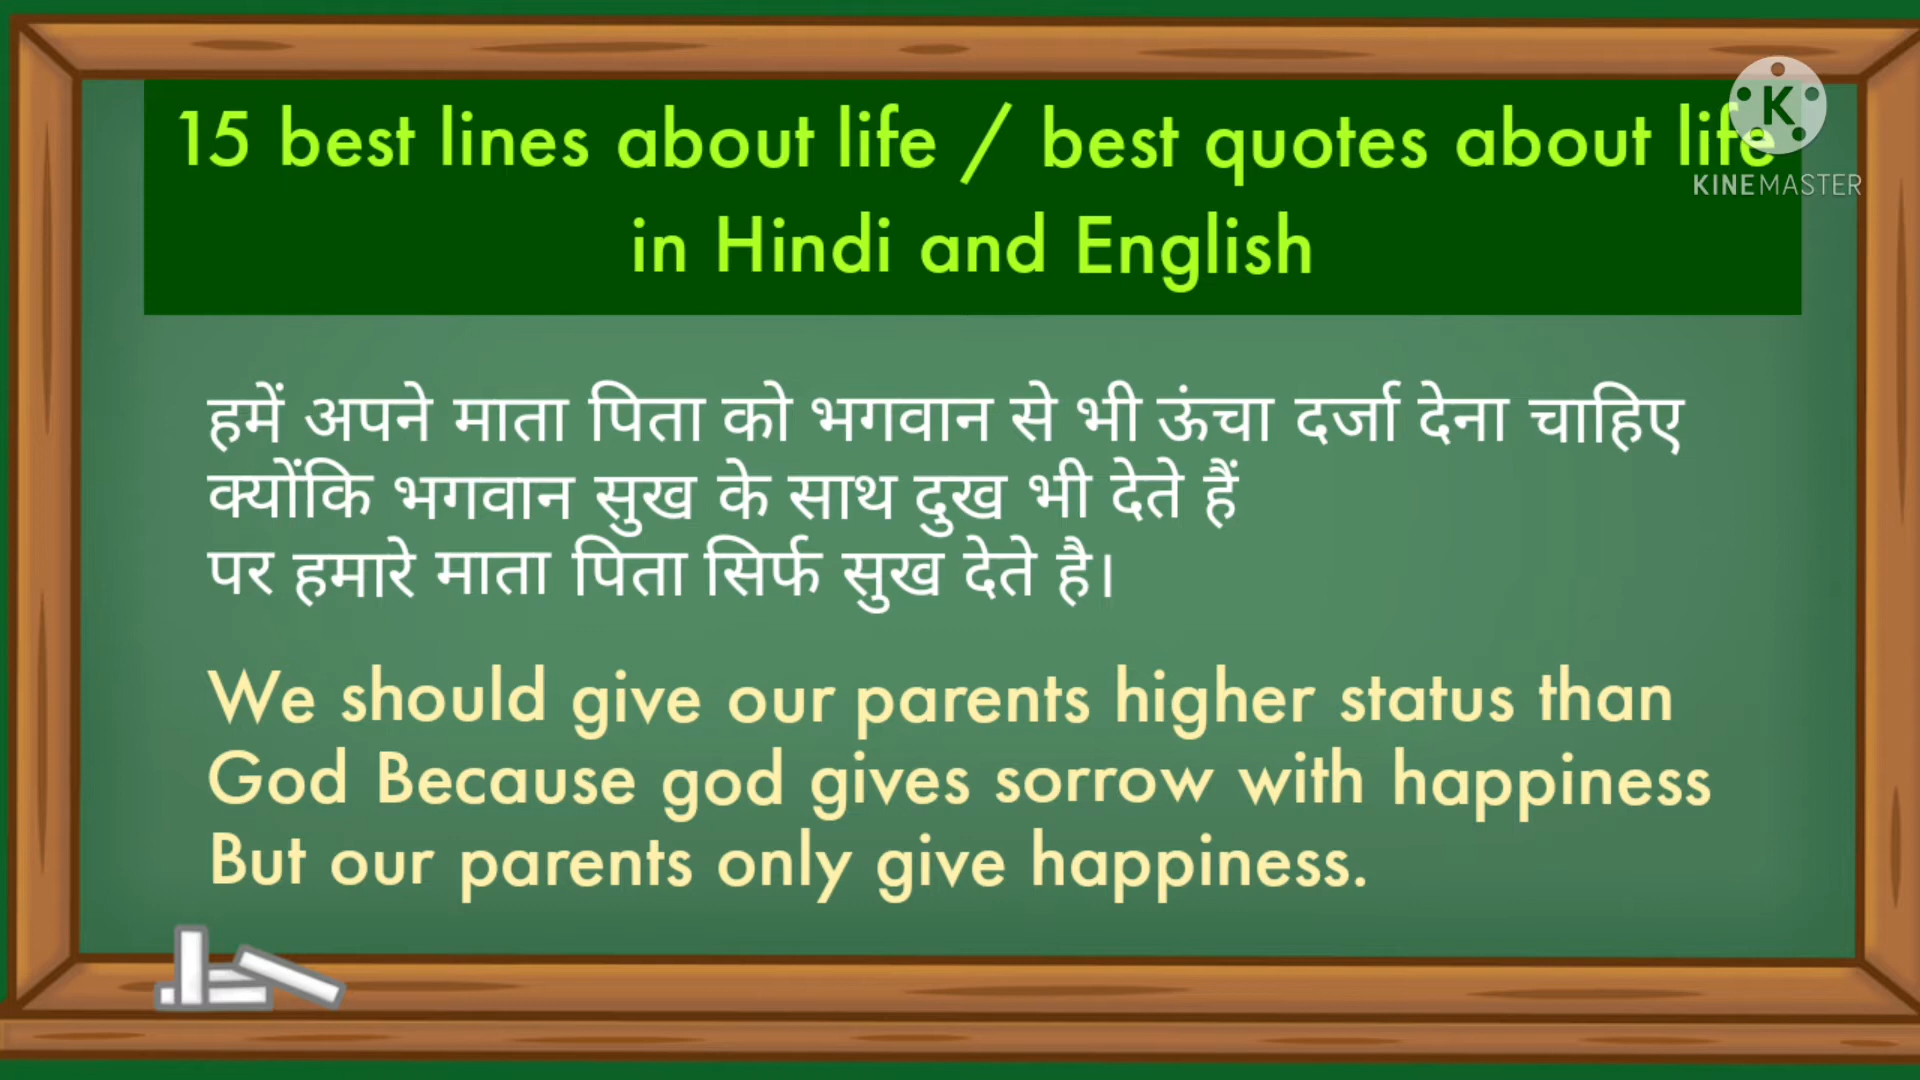 15 best lines about life / best quotes about life
KINEMASTER
in Hindi and English
हमें अपने माता पिता को भगवान से भी ऊंचा दर्जा देना चाहिए
क्योंकि भगवान सुख के साथ दुख भी देते हैं
पर हमारे माता पिता सिर्फ सुख देते है।
We should give our parents higher status than
God Because god gives sorrow with happiness
But our parents only give happiness.